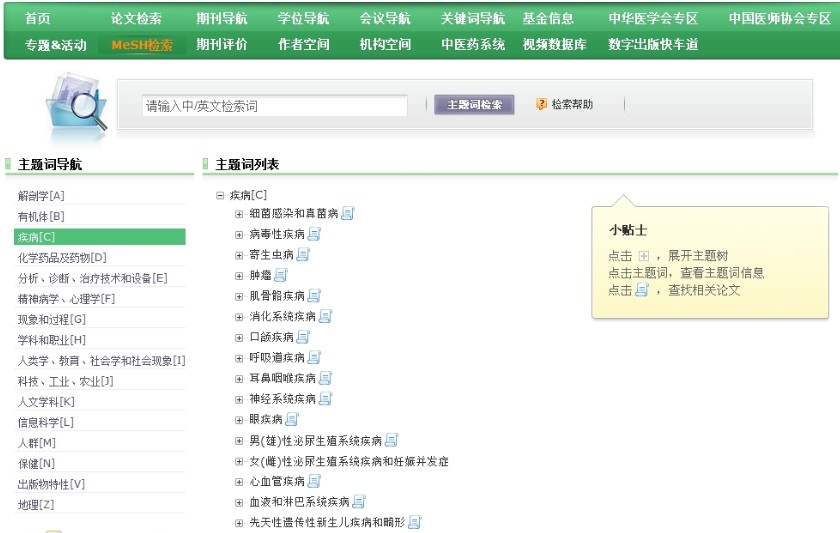 首页 论文检索 期刊导航 学位导航 会议导航 关键词导航 基金信息 中华医学会专区 中国医师协会专区
专题&活动 MeSH检索 期刊评价 作者空间 机构空间 中医药系统 视频数据库 数字出版快车道
请输入中/英文检索词 主题词检索 检索帮助
主题词导航
解剖学[A]
有机体[B]
疾病[C]
化学药品及药物[D]
分析、诊断、治疗技术和设备[E]
精神病学、心理学[F]
现象和过程[G]
学科和职业[H]
人类学、教育、社会学和社会现象[I]
科技、工业、农业[J]
人文学科[K]
信息科学[L]
人群[M]
保健[N]
出版物特性[V]
地理[Z]
主题词列表
疾病[C]
细菌感染和真菌病
病毒性疾病
寄生虫病
肿瘤
肌骨骼疾病
消化系统疾病
口颌疾病
呼吸道疾病
耳鼻咽喉疾病
神经系统疾病
眼疾病
男(雄)性泌尿生殖系统疾病
女(雌)性泌尿生殖系统疾病和妊娠并发症
心血管疾病
血液和淋巴系统疾病
先天性遗传性新生儿疾病和畸形
小贴士
点击 ，展开主题树
点击主题词，查看主题词信息
点击 ，查找相关论文